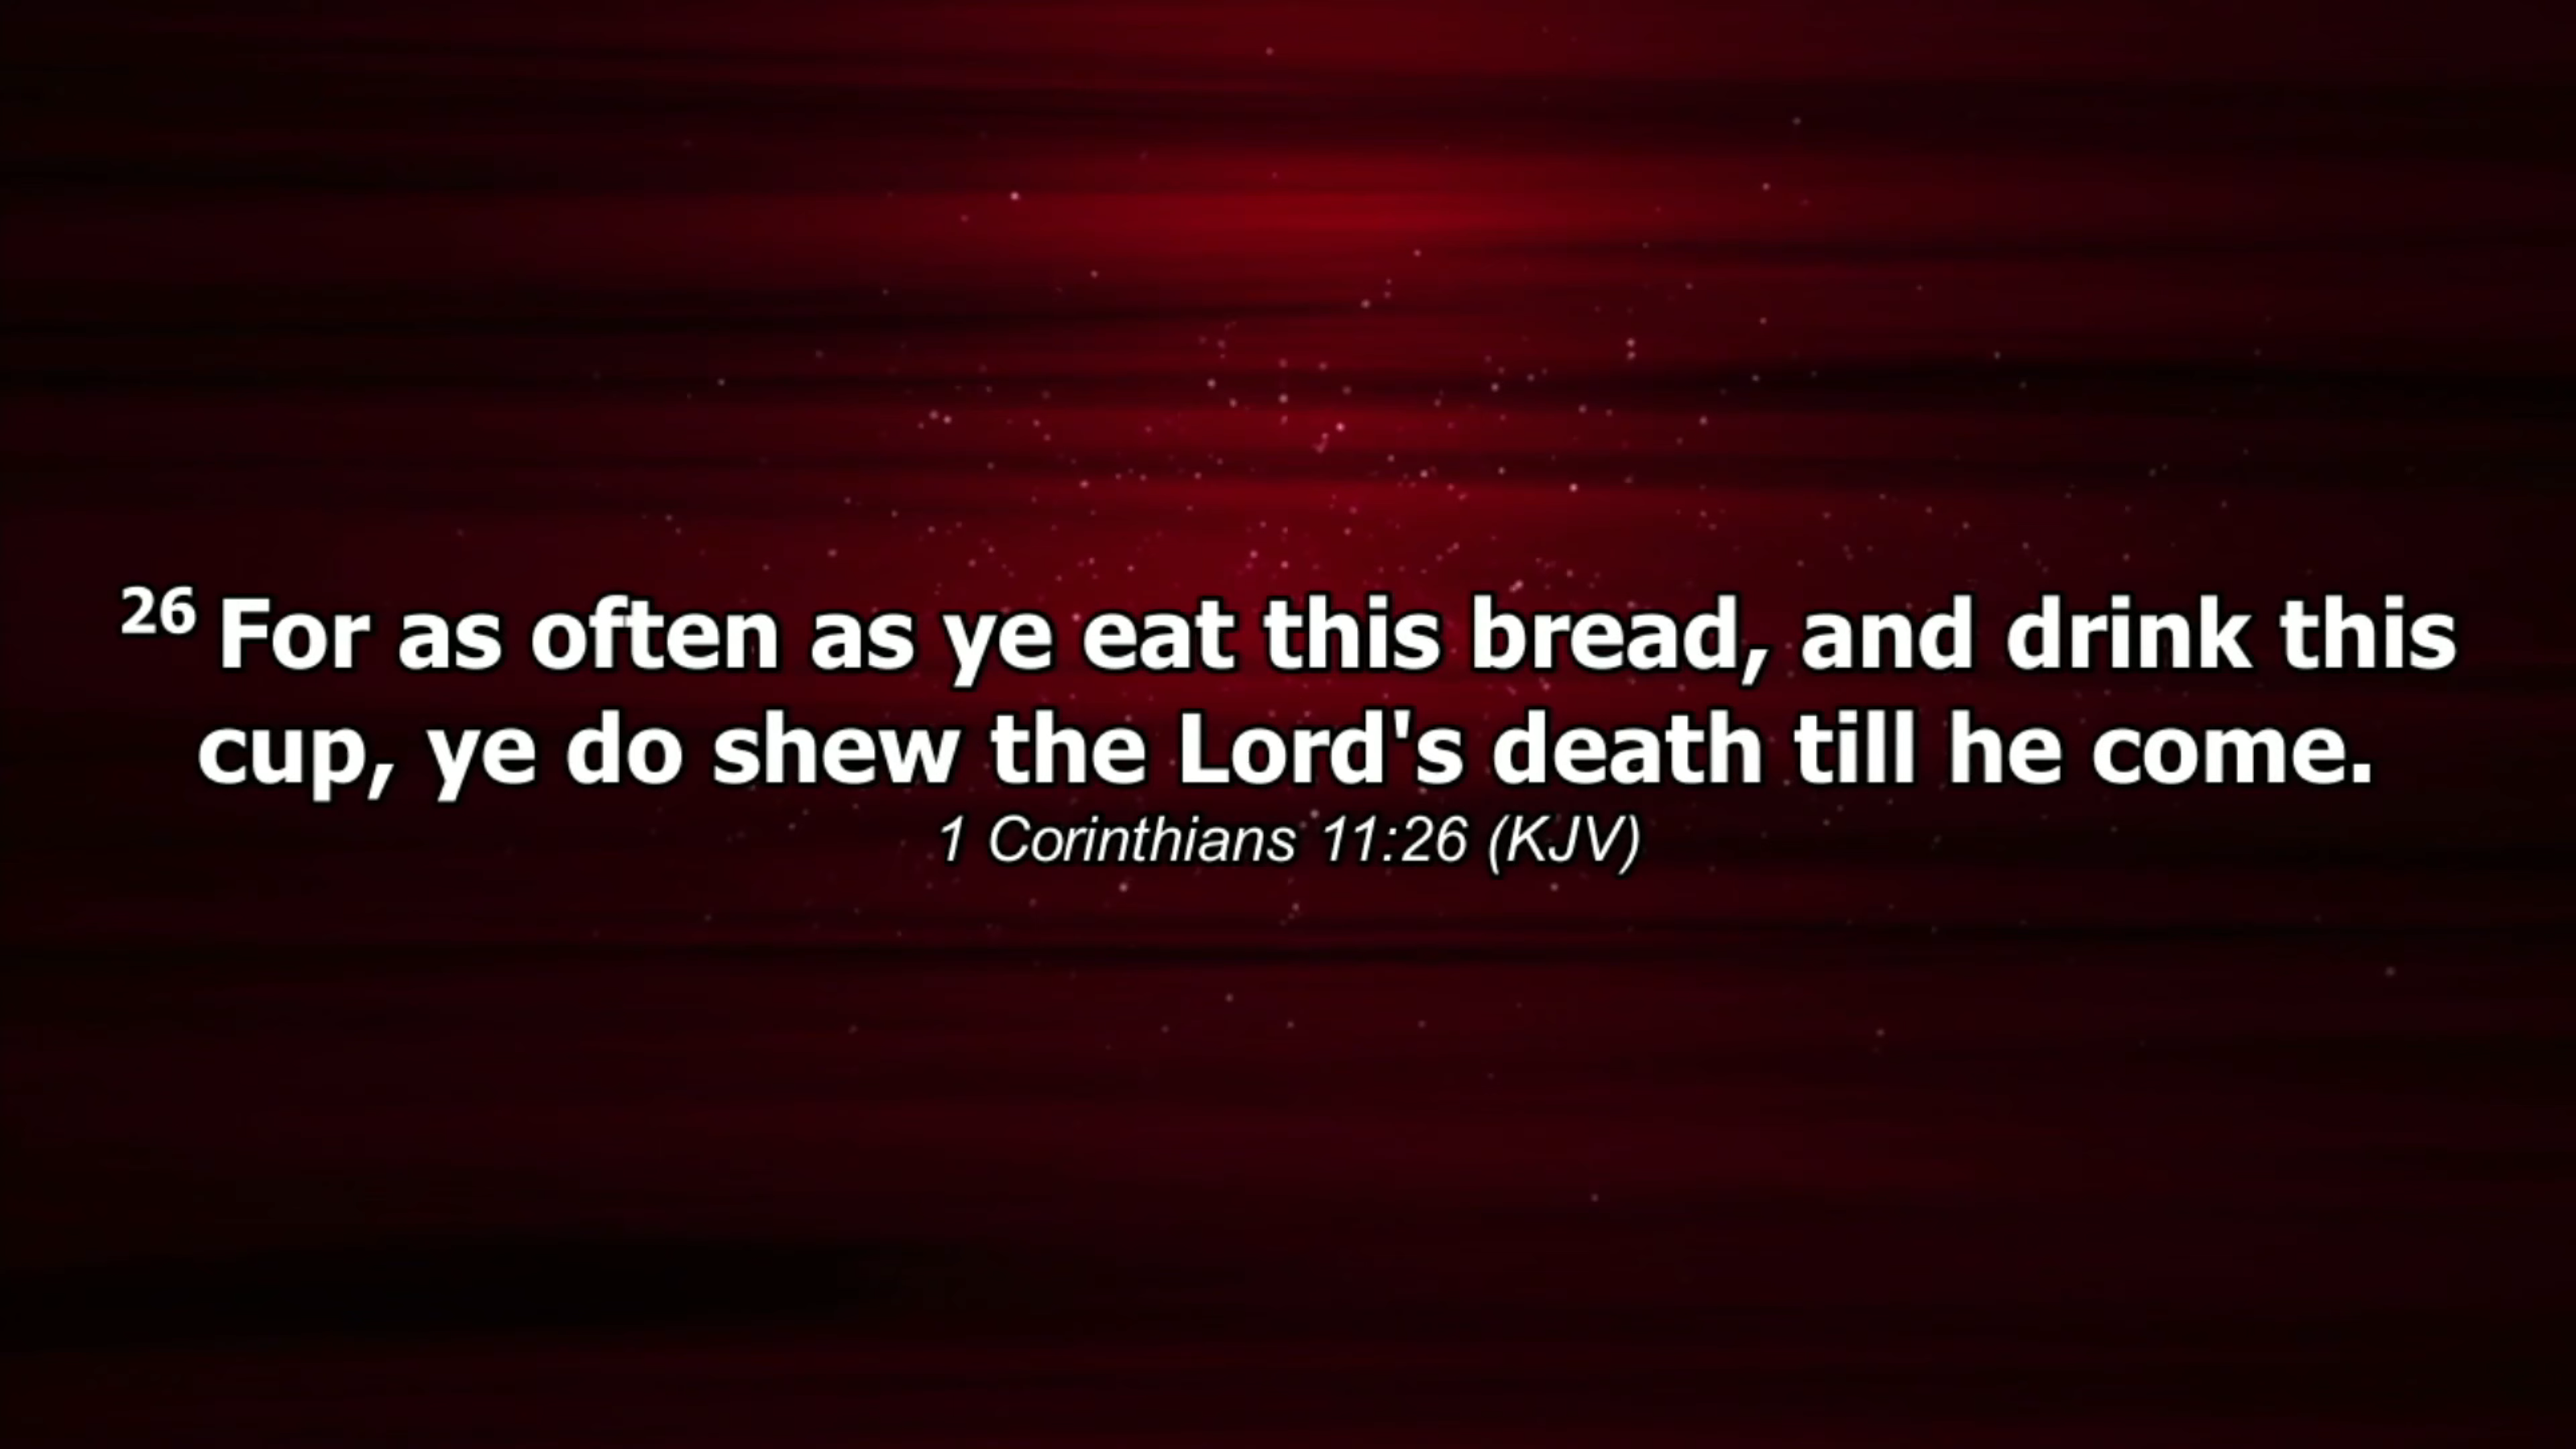 26 For as often as ye eat this bread, and drink this
cup, ye do shew the Lord's death till he come.
1 Corinthians 11:26 (KJV)